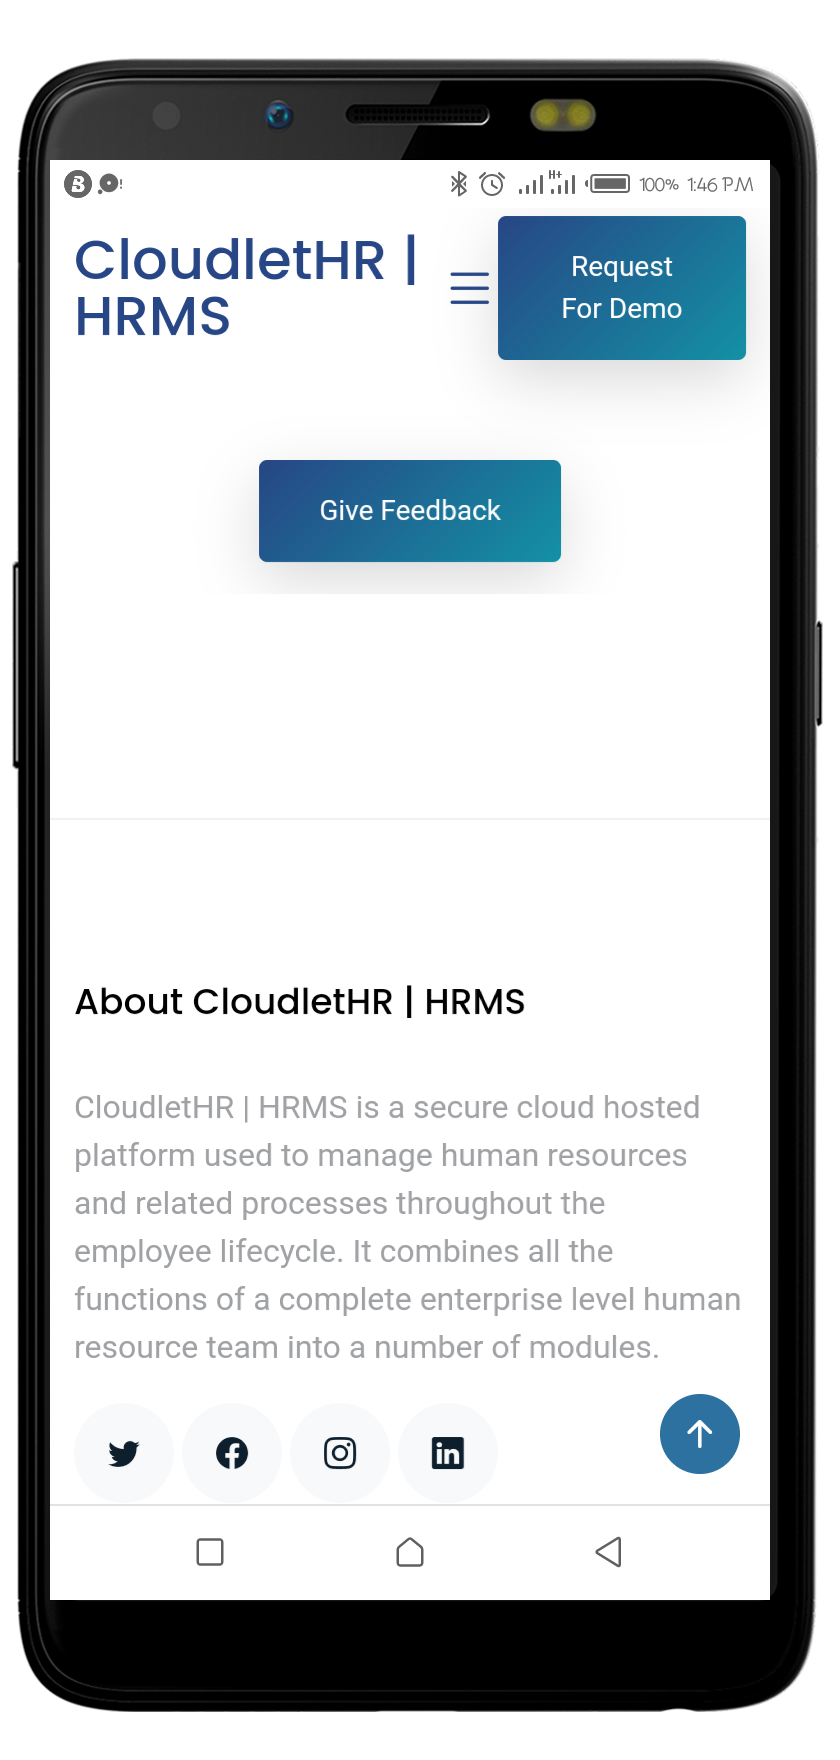 100% 1:46 PM
CloudletHR |
HRMS
Request
For Demo
Give Feedback
About CloudletHR | HRMS
CloudletHR | HRMS is a secure cloud hosted
platform used to manage human resources
and related processes throughout the
employee lifecycle. It combines all the
functions of a complete enterprise level human
resource team into a number of modules.